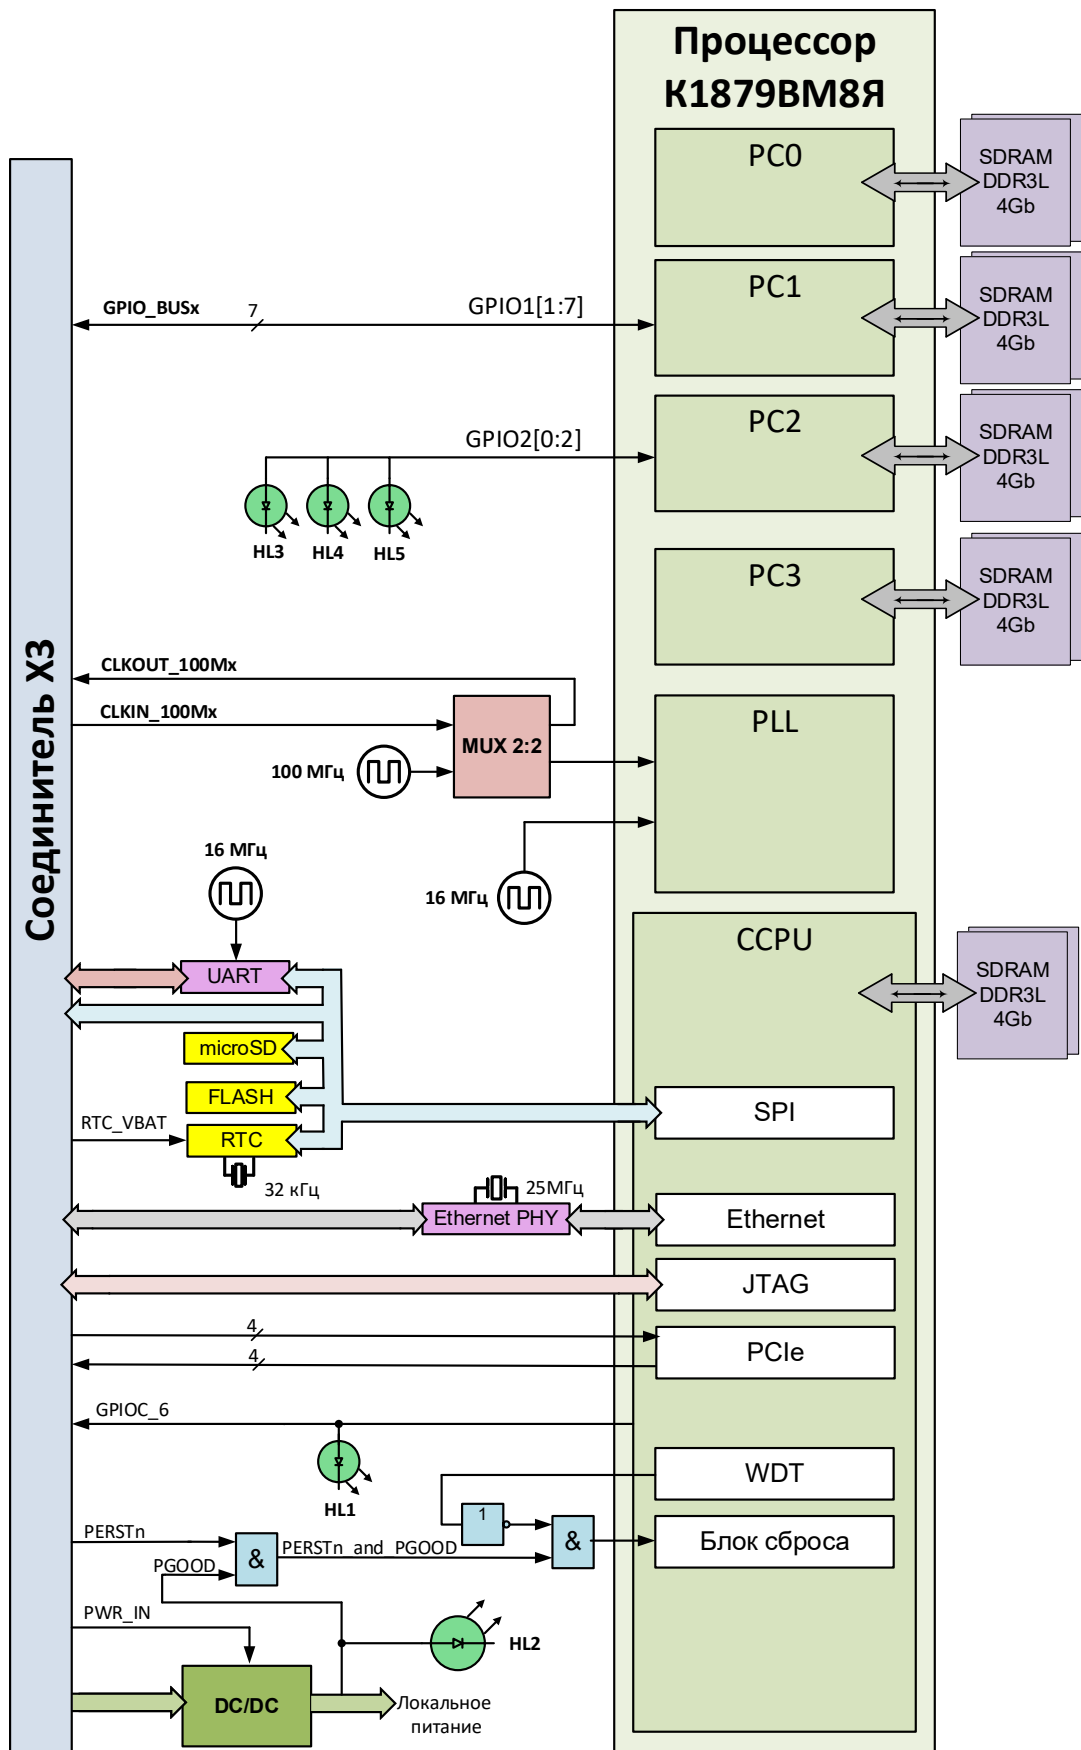 Процессор
К1879ВМ8Я
PC0
SDRAM
DDR3L
4Gb
GPIO_BUSx
7
GPIO1[1:7]
PC1
SDRAM
DDR3L
4Gb
GPIO2[0:2]
PC2
SDRAM
DDR3L
4Gb
HL3
HL4
HL5
PC3
SDRAM
DDR3L
4Gb
Соединитель X3
CLKOUT_100Mx
CLKIN_100Mx
MUX 2:2
100 МГц
PLL
16 МГц
16 МГц
CCPU
SDRAM
DDR3L
4Gb
UART
microSD
FLASH
RTC_VBAT
RTC
32 кГц
SPI
25МГц
Ethernet PHY
Ethernet
JTAG
4
4
PCIe
GPIOC_6
HL1
WDT
1
PERSTn
PGOOD
&
PERSTn_and_PGOOD
&
Блок сброса
PWR_IN
HL2
DC/DC
Локальное
питание